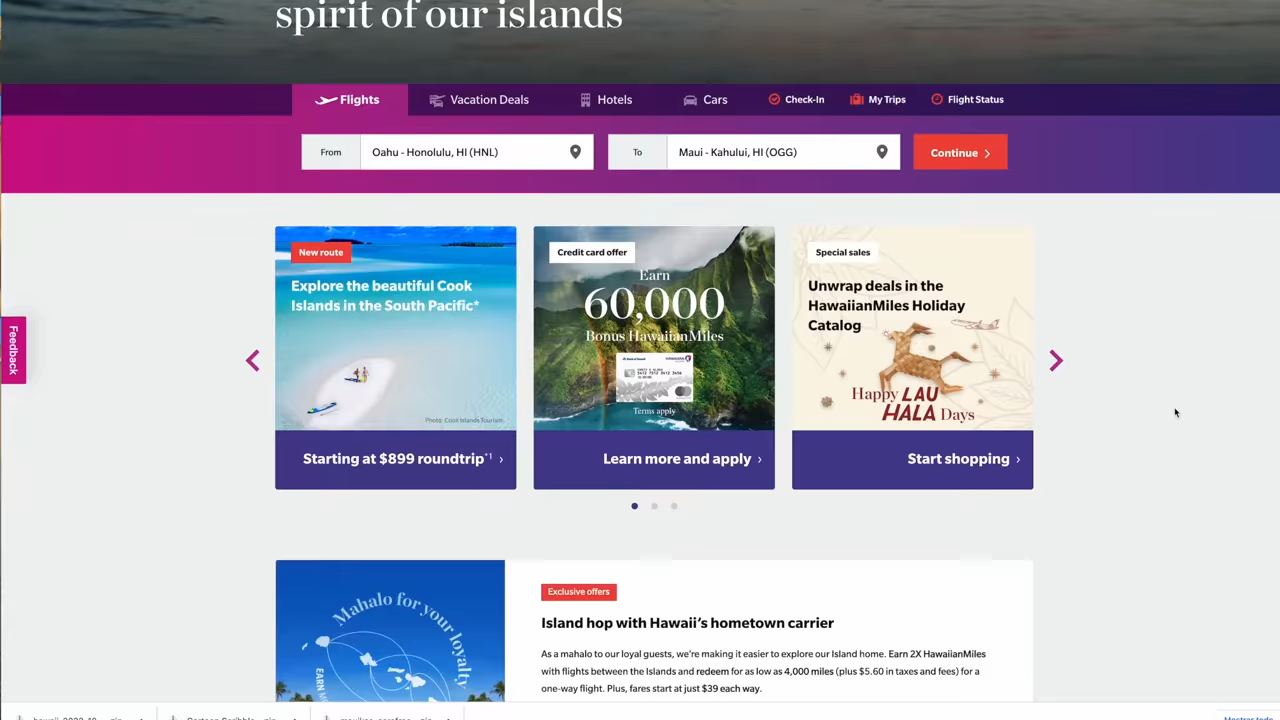 spirit of our islands
Flights
Vacation Deals
Hotels
Cars
Check-In
My Trips
Flight Status
From
Oahu - Honolulu, HI (HNL)
To
Maui - Kahului, HI (OGG)
Continue
Feedback
New route
Explore the beautiful Cook
Islands in the South Pacific*
Photo: Cook Islands Tourism
Starting at $899 roundtrip*1 ›
Credit card offer
Earn
60,000
Bonus HawaiianMiles
Terms apply
Learn more and apply ›
Special sales
Unwrap deals in the
HawaiianMiles Holiday
Catalog
Happy LAU
HALA Days
Start shopping ›
Mahalo for your loyalty
Exclusive offers
Island hop with Hawaii’s hometown carrier
As a mahalo to our loyal guests, we’re making it easier to explore our Island home. Earn 2X HawaiianMiles
with flights between the Islands and redeem for as low as 4,000 miles (plus $5.60 in taxes and fees) for a
one-way flight. Plus, fares start at just $39 each way.